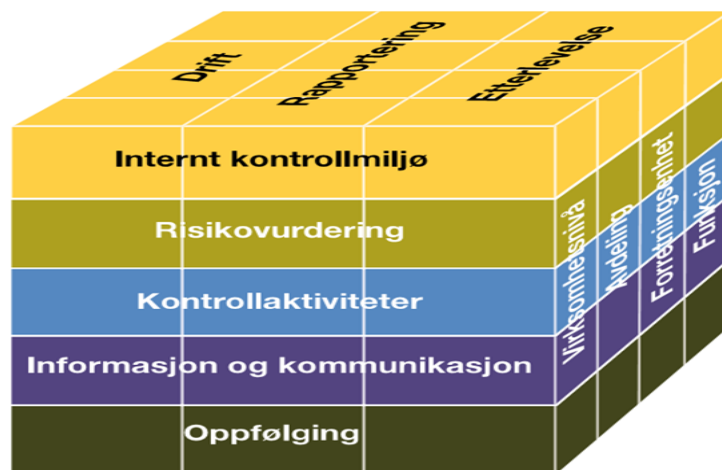 Drift
Rapportering
Etterlevelse
Internt kontrollmiljø
Risikovurdering
Kontrollaktiviteter
Informasjon og kommunikasjon
Oppfølging
Virksomhetsnivå
Avdeling
Forretningsenhet
Funksjon